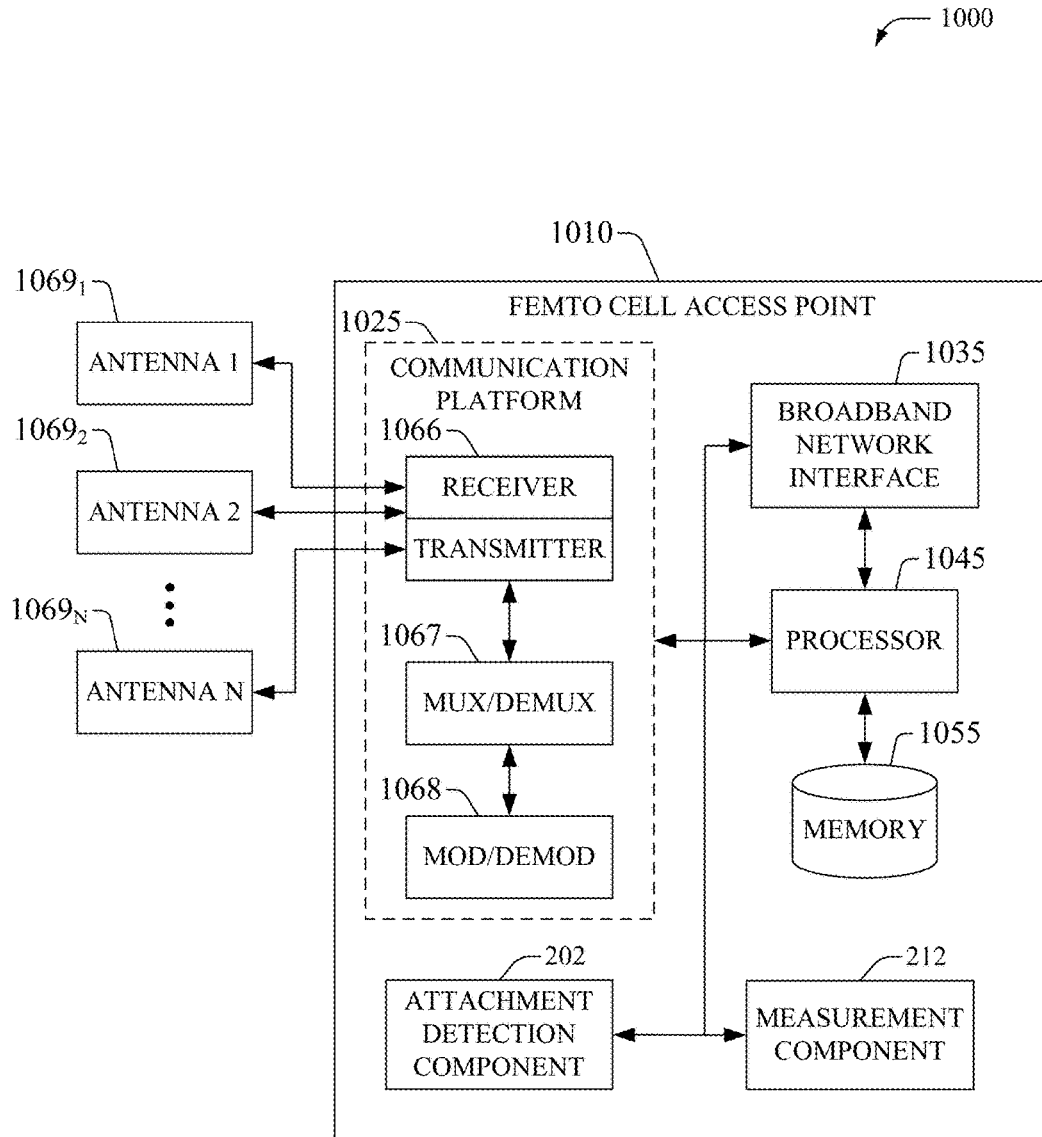 1000
1010
FEMTO CELL ACCESS POINT
1069₁
ANTENNA 1
1069₂
ANTENNA 2
1069_N
ANTENNA N
1025
COMMUNICATION
PLATFORM
1066
RECEIVER
TRANSMITTER
1067
MUX/DEMUX
1068
MOD/DEMOD
1035
BROADBAND
NETWORK
INTERFACE
1045
PROCESSOR
1055
MEMORY
202
ATTACHMENT
DETECTION
COMPONENT
212
MEASUREMENT
COMPONENT